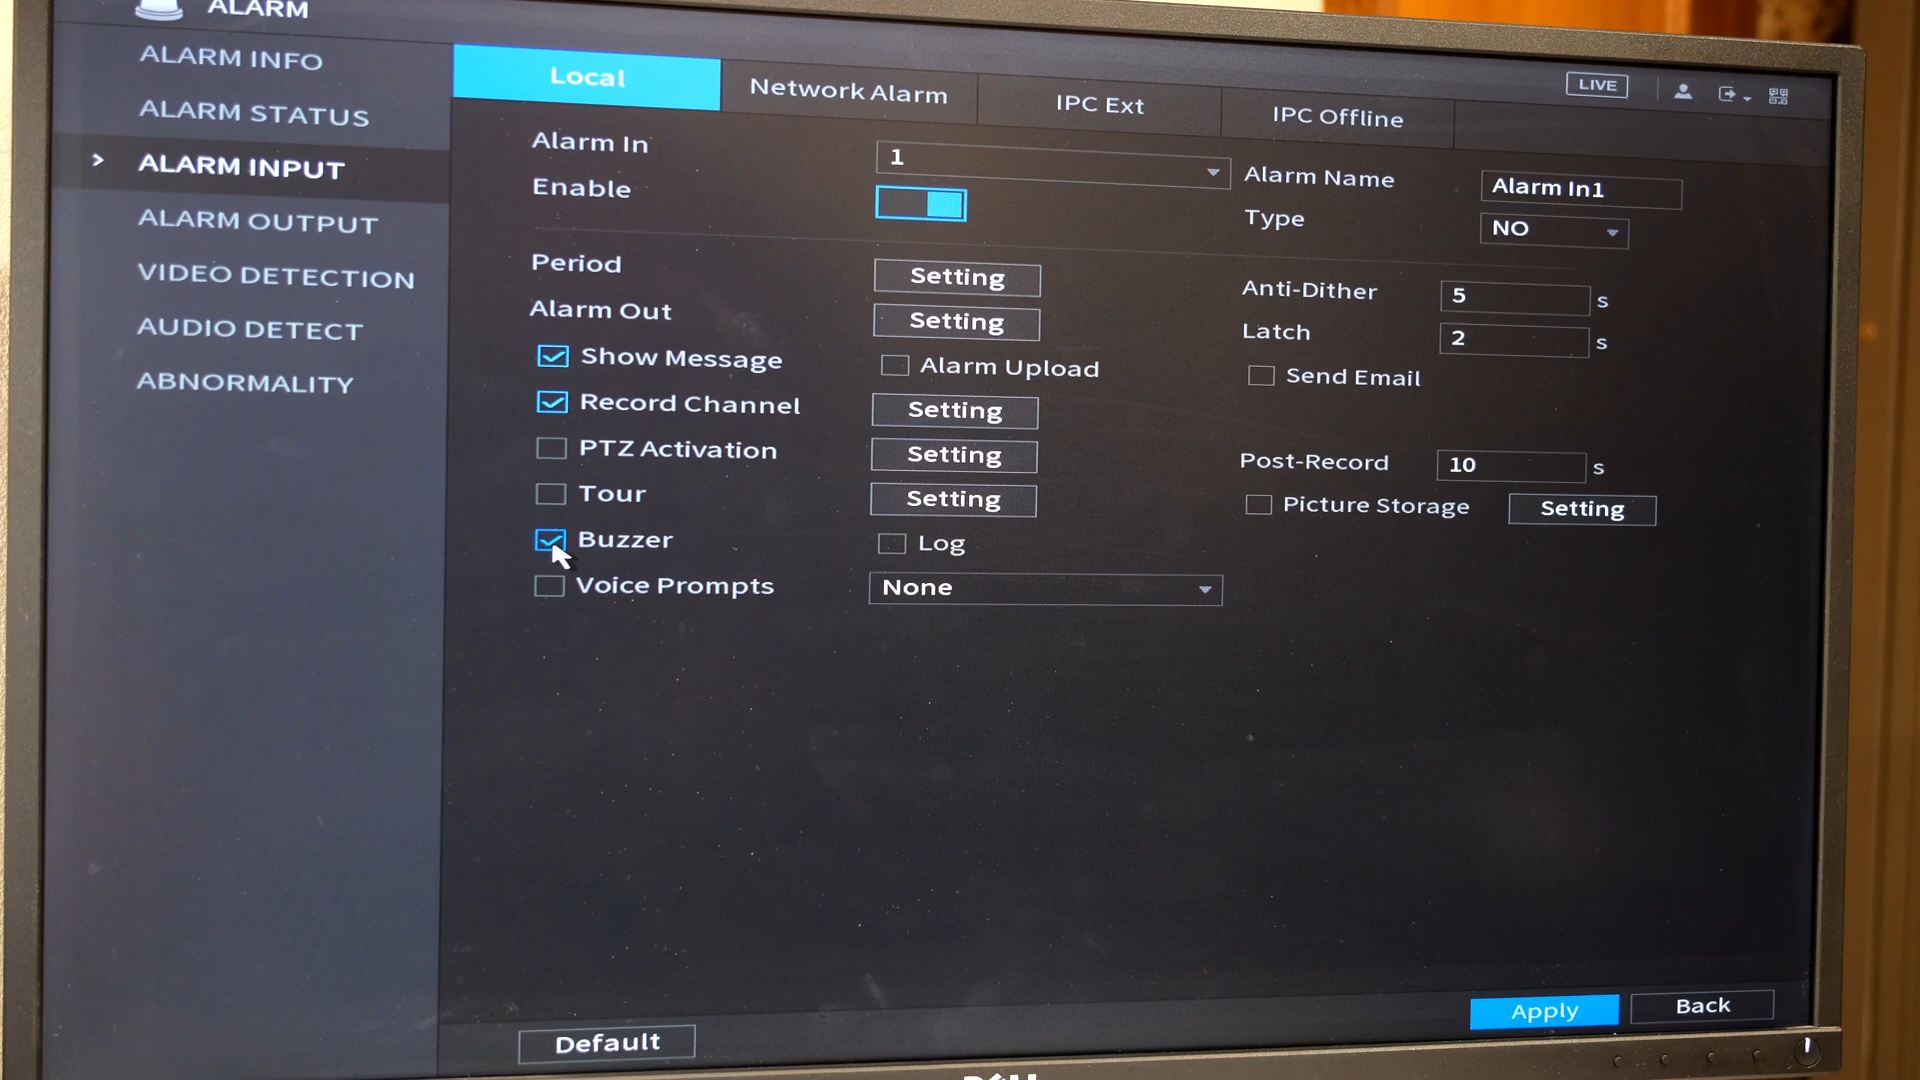 ALARM
ALARM INFO
ALARM STATUS
> ALARM INPUT
ALARM OUTPUT
VIDEO DETECTION
AUDIO DETECT
ABNORMALITY
Local Network Alarm IPC Ext IPC Offline LIVE
Alarm In 1 Alarm Name Alarm In1
Enable Type NO
Period Setting Anti-Dither 5 s
Alarm Out Setting Latch 2 s
Show Message Alarm Upload Send Email
Record Channel Setting
PTZ Activation Setting Post-Record 10 s
Tour Setting Picture Storage Setting
Buzzer Log
Voice Prompts None
Default Apply Back